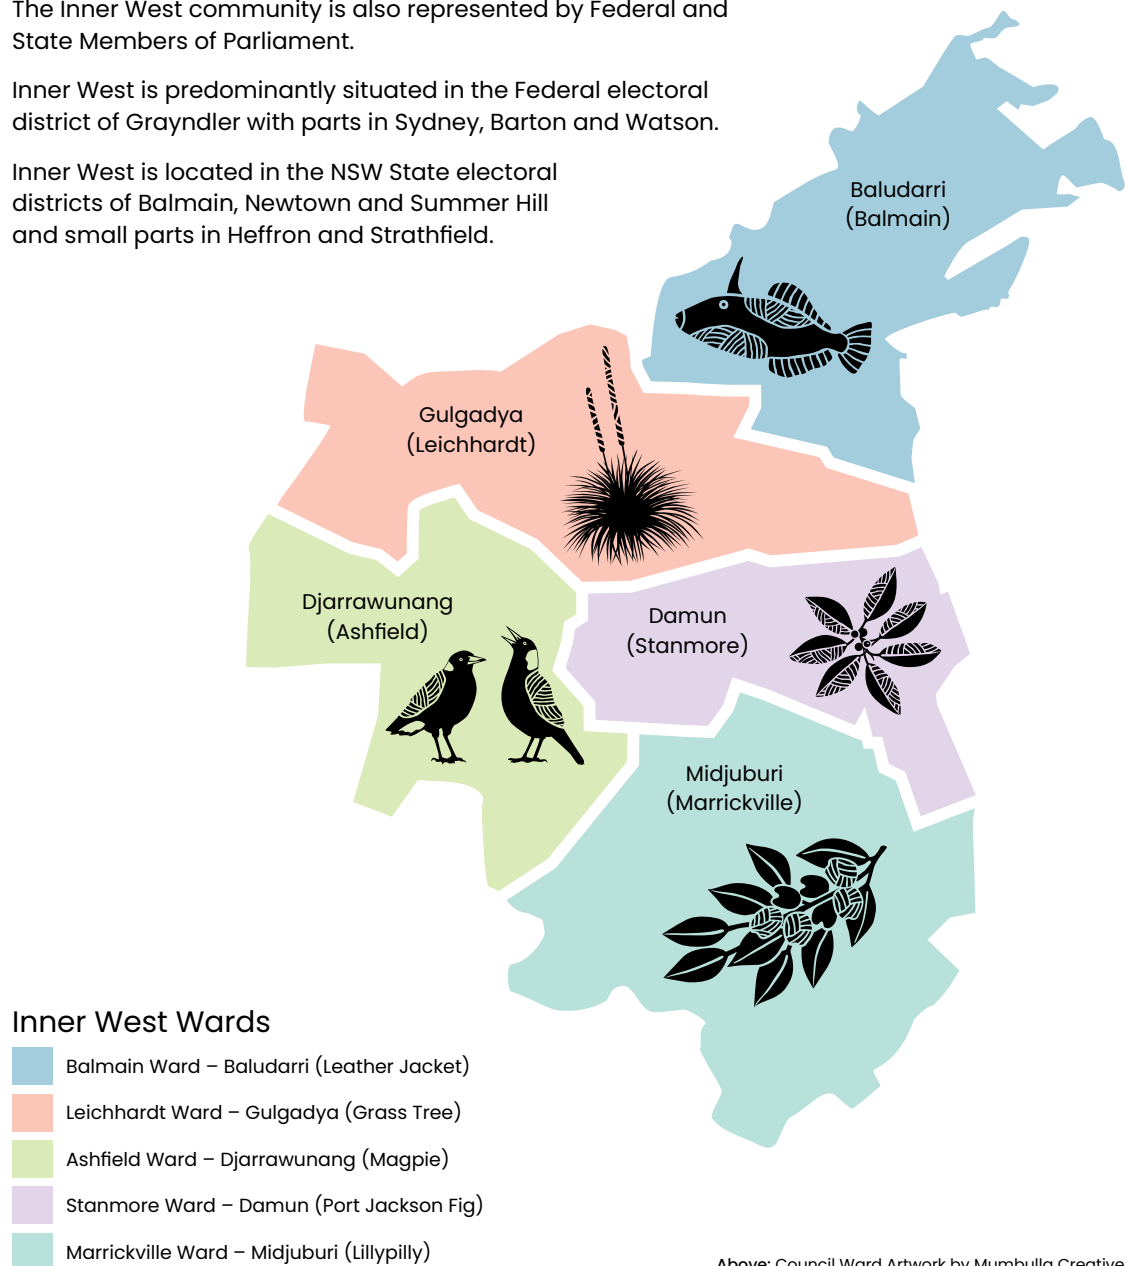 The Inner West community is also represented by Federal and
State Members of Parliament.
Inner West is predominantly situated in the Federal electoral
district of Grayndler with parts in Sydney, Barton and Watson.
Inner West is located in the NSW State electoral
districts of Balmain, Newtown and Summer Hill
and small parts in Heffron and Strathfield.
Baludarri
(Balmain)
Gulgadya
(Leichhardt)
Djarrawunang
(Ashfield)
Damun
(Stanmore)
Midjuburi
(Marrickville)
Inner West Wards
Balmain Ward – Baludarri (Leather Jacket)
Leichhardt Ward – Gulgadya (Grass Tree)
Ashfield Ward – Djarrawunang (Magpie)
Stanmore Ward – Damun (Port Jackson Fig)
Marrickville Ward – Midjuburi (Lillypilly)
Above: Council Ward Artwork by Mumbulla Creative